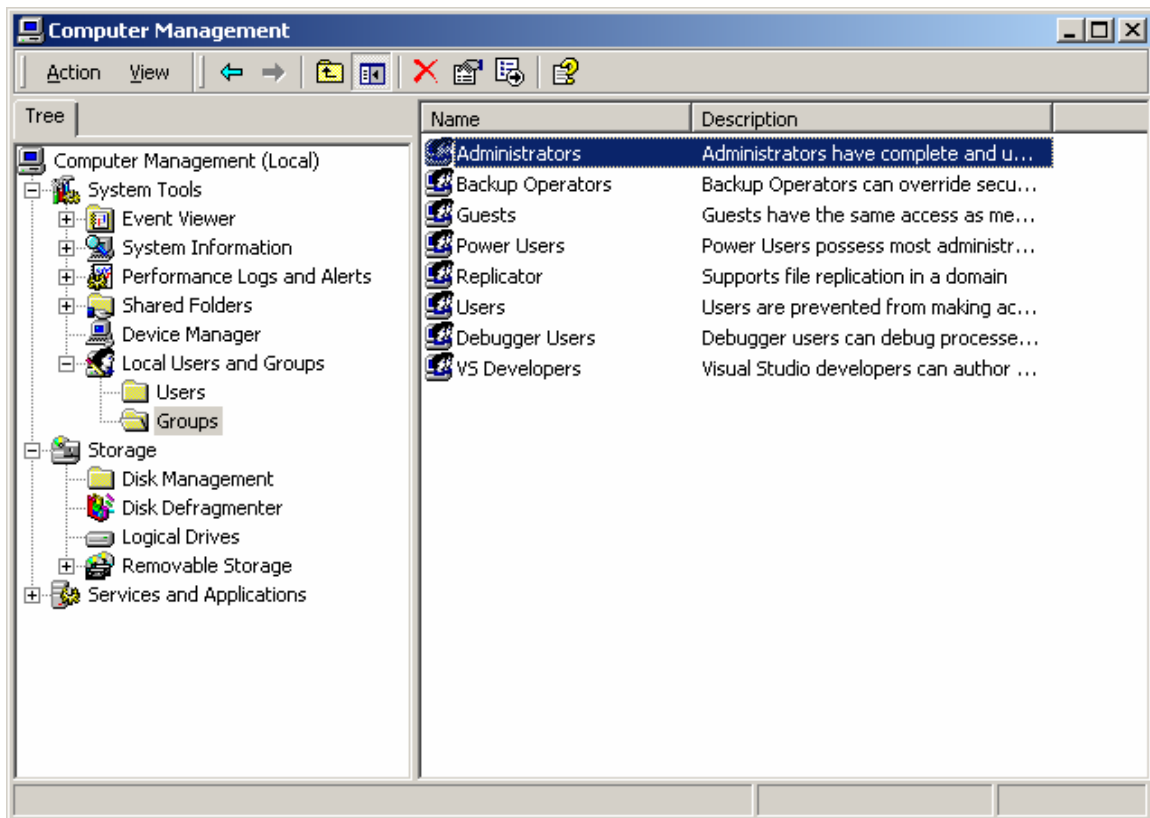 Computer Management
Action View
Tree
Computer Management (Local)
System Tools
Event Viewer
System Information
Performance Logs and Alerts
Shared Folders
Device Manager
Local Users and Groups
Users
Groups
Storage
Disk Management
Disk Defragmenter
Logical Drives
Removable Storage
Services and Applications
Name Description
Administrators Administrators have complete and u...
Backup Operators Backup Operators can override secu...
Guests Guests have the same access as me...
Power Users Power Users possess most administr...
Replicator Supports file replication in a domain
Users Users are prevented from making ac...
Debugger Users Debugger users can debug processe...
VS Developers Visual Studio developers can author ...